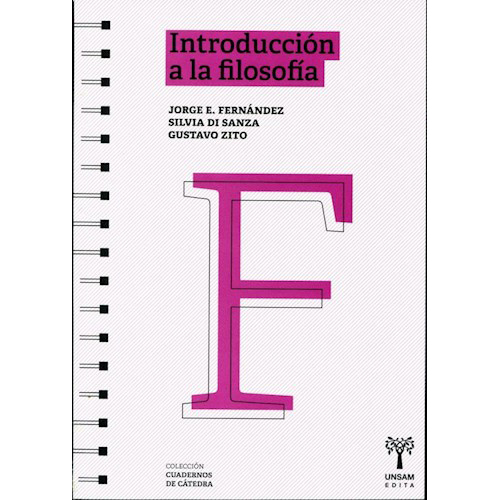 Introducción
a la filosofía
JORGE E. FERNÁNDEZ
SILVIA DI SANZA
GUSTAVO ZITO
F
COLECCIÓN
CUADERNOS
DE CÁTEDRA
UNSAM
EDITA